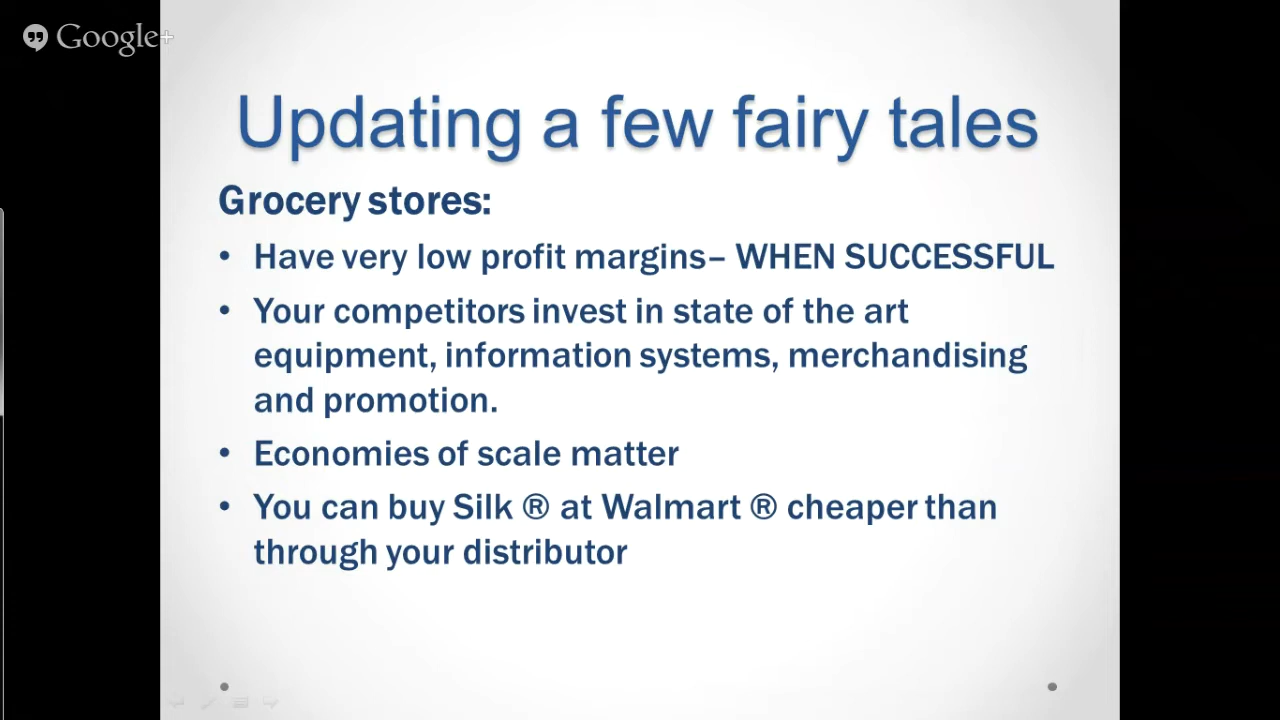 Google+
Updating a few fairy tales
Grocery stores:
• Have very low profit margins– WHEN SUCCESSFUL
• Your competitors invest in state of the art
equipment, information systems, merchandising
and promotion.
• Economies of scale matter
• You can buy Silk ® at Walmart ® cheaper than
through your distributor